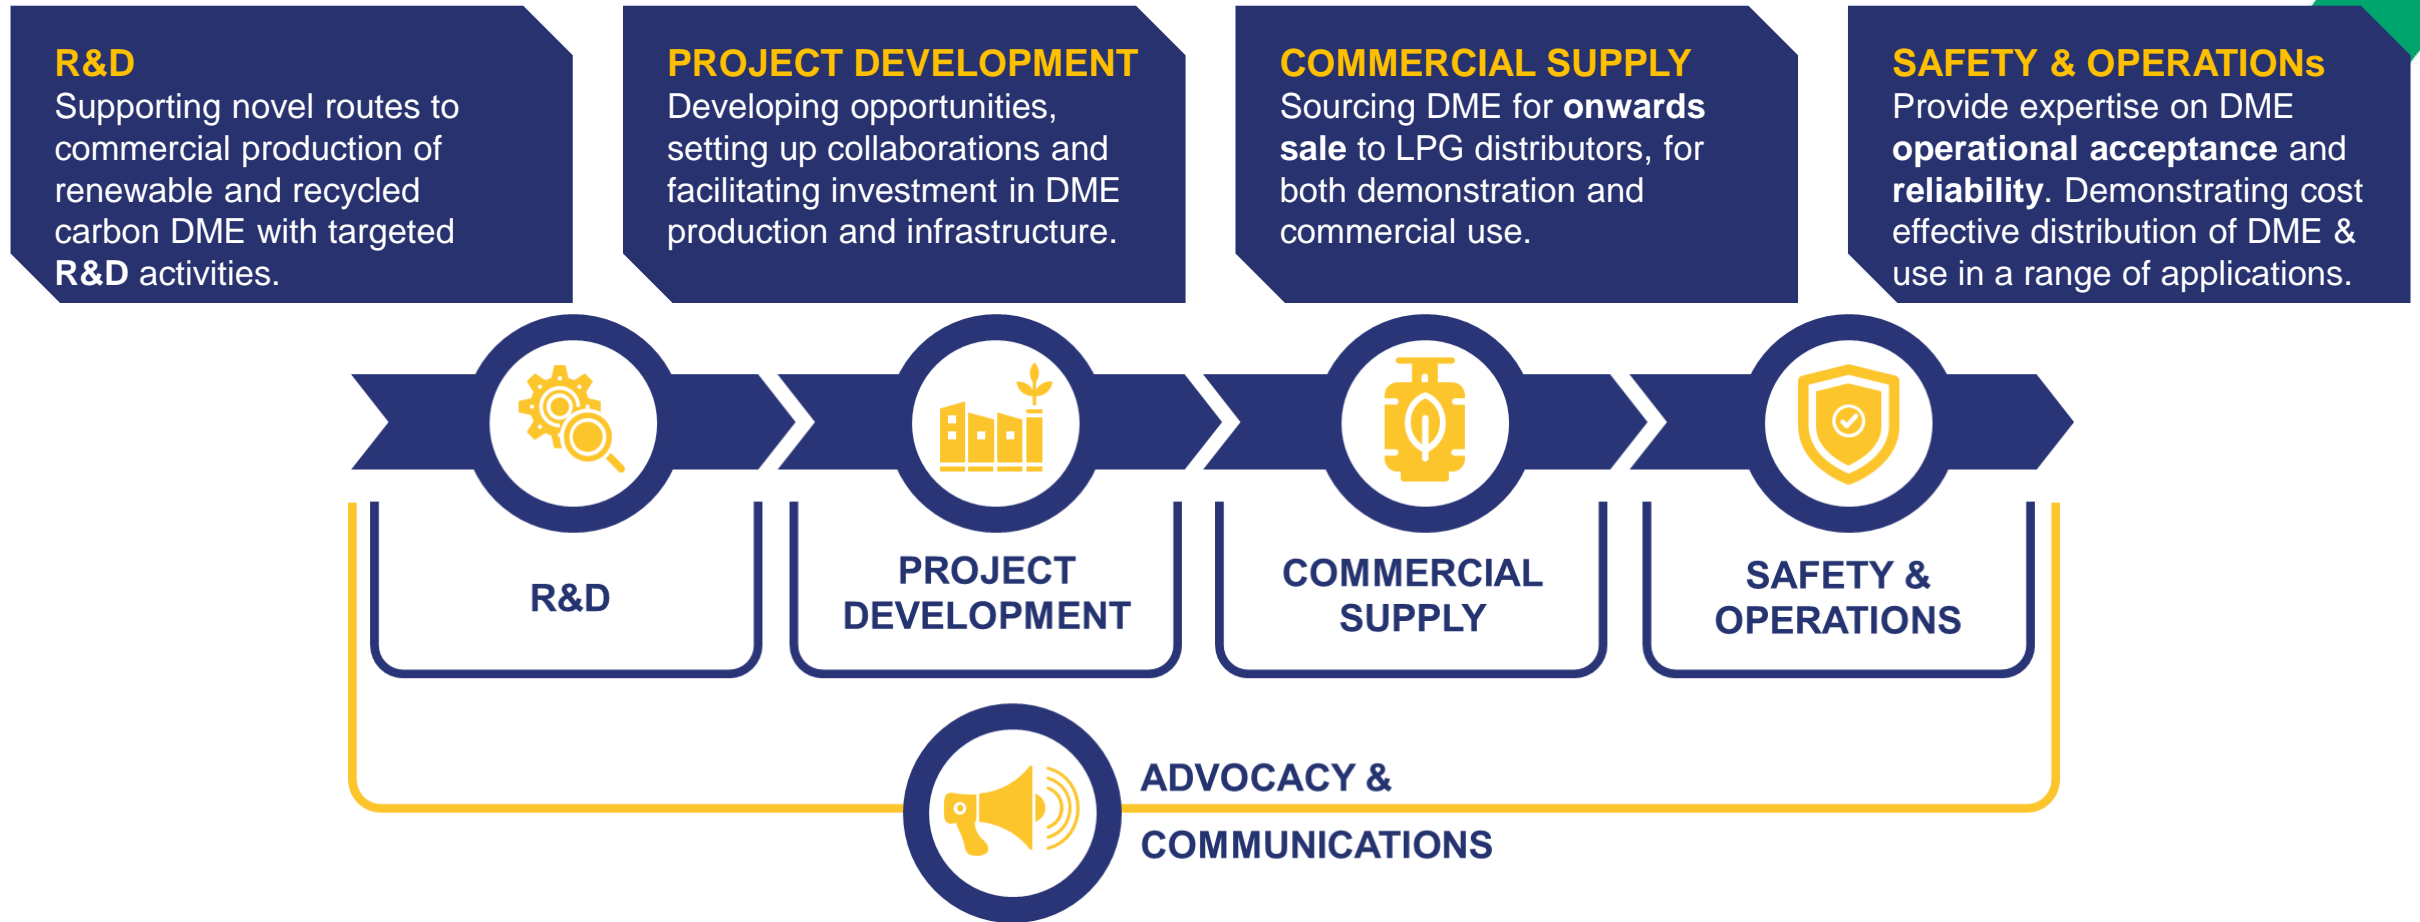 R&D
Supporting novel routes to
commercial production of
renewable and recycled
carbon DME with targeted
R&D activities.
PROJECT DEVELOPMENT
Developing opportunities,
setting up collaborations and
facilitating investment in DME
production and infrastructure.
COMMERCIAL SUPPLY
Sourcing DME for onwards
sale to LPG distributors, for
both demonstration and
commercial use.
SAFETY & OPERATIONs
Provide expertise on DME
operational acceptance and
reliability. Demonstrating cost
effective distribution of DME &
use in a range of applications.
R&D
PROJECT
DEVELOPMENT
COMMERCIAL
SUPPLY
SAFETY &
OPERATIONS
ADVOCACY &
COMMUNICATIONS